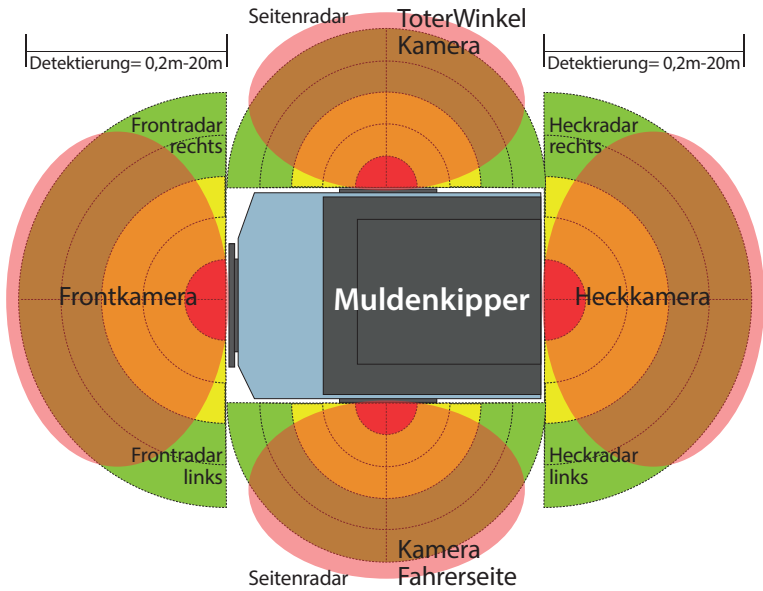 Seitenradar
ToterWinkel
Kamera
Detektierung= 0,2m-20m
Detektierung= 0,2m-20m
Frontradar
rechts
Heckradar
rechts
Frontkamera
Muldenkipper
Heckkamera
Frontradar
links
Heckradar
links
Kamera
Fahrerseite
Seitenradar